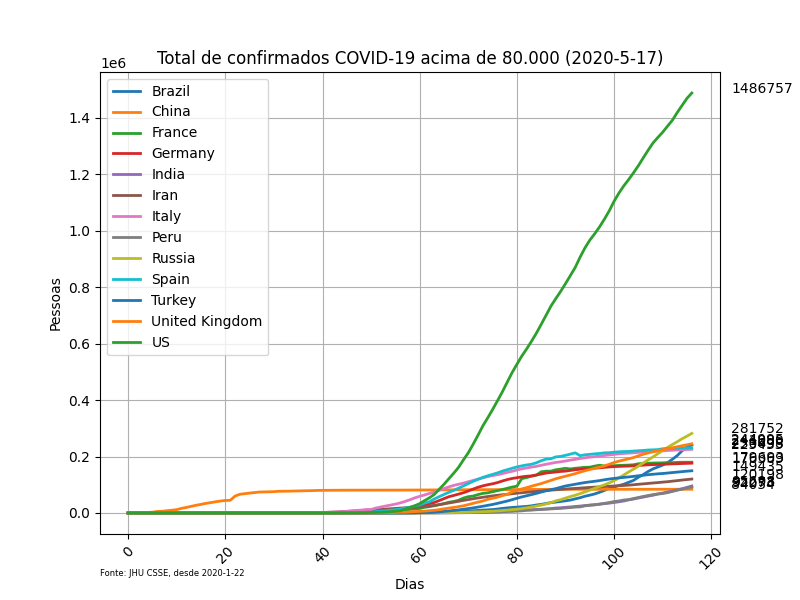 Total de confirmados COVID-19 acima de 80.000 (2020-5-17)
1e6
1.4
1.2
1.0
0.8
0.6
0.4
0.2
0.0
Pessoas
Brazil
China
France
Germany
India
Iran
Italy
Peru
Russia
Spain
Turkey
United Kingdom
US
1486757
281752
149435
120198
84054
0
20
40
60
80
100
120
Dias
Fonte: JHU CSSE, desde 2020-1-22